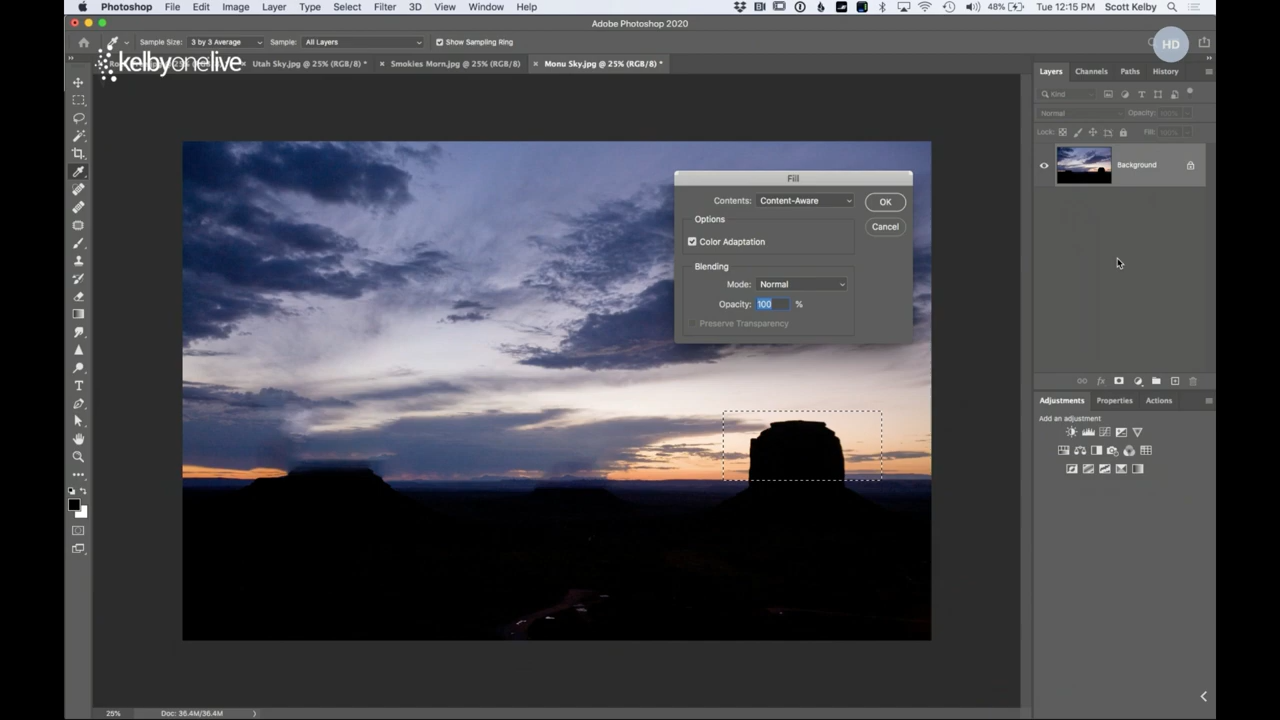 Photoshop File Edit Image Layer Type Select Filter 3D View Window Help 48% Tue 12:15 PM Scott Kelby
Adobe Photoshop 2020
Sample Size: 3 by 3 Average Sample: All Layers Show Sampling Ring HD
kelbyonelive Utah Sky.jpg @ 25% (RGB/8) * Smokies Morn.jpg @ 25% (RGB/8) Monu Sky.jpg @ 25% (RGB/8) *
Layers Channels Paths History
Kind
Normal Opacity: 100%
Lock: Fill: 100%
Background
Fill
Contents: Content-Aware OK
Options
Cancel
Color Adaptation
Blending
Mode: Normal
Opacity: 100 %
Preserve Transparency
fx
Adjustments Properties Actions
Add an adjustment
25% Doc: 36.4M/36.4M